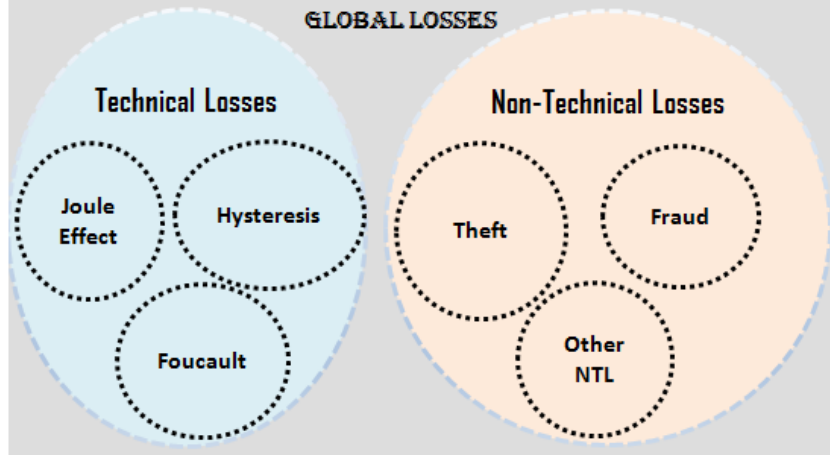 GLOBAL LOSSES
Technical Losses
Joule
Effect
Hysteresis
Foucault
Non-Technical Losses
Theft
Fraud
Other
NTL